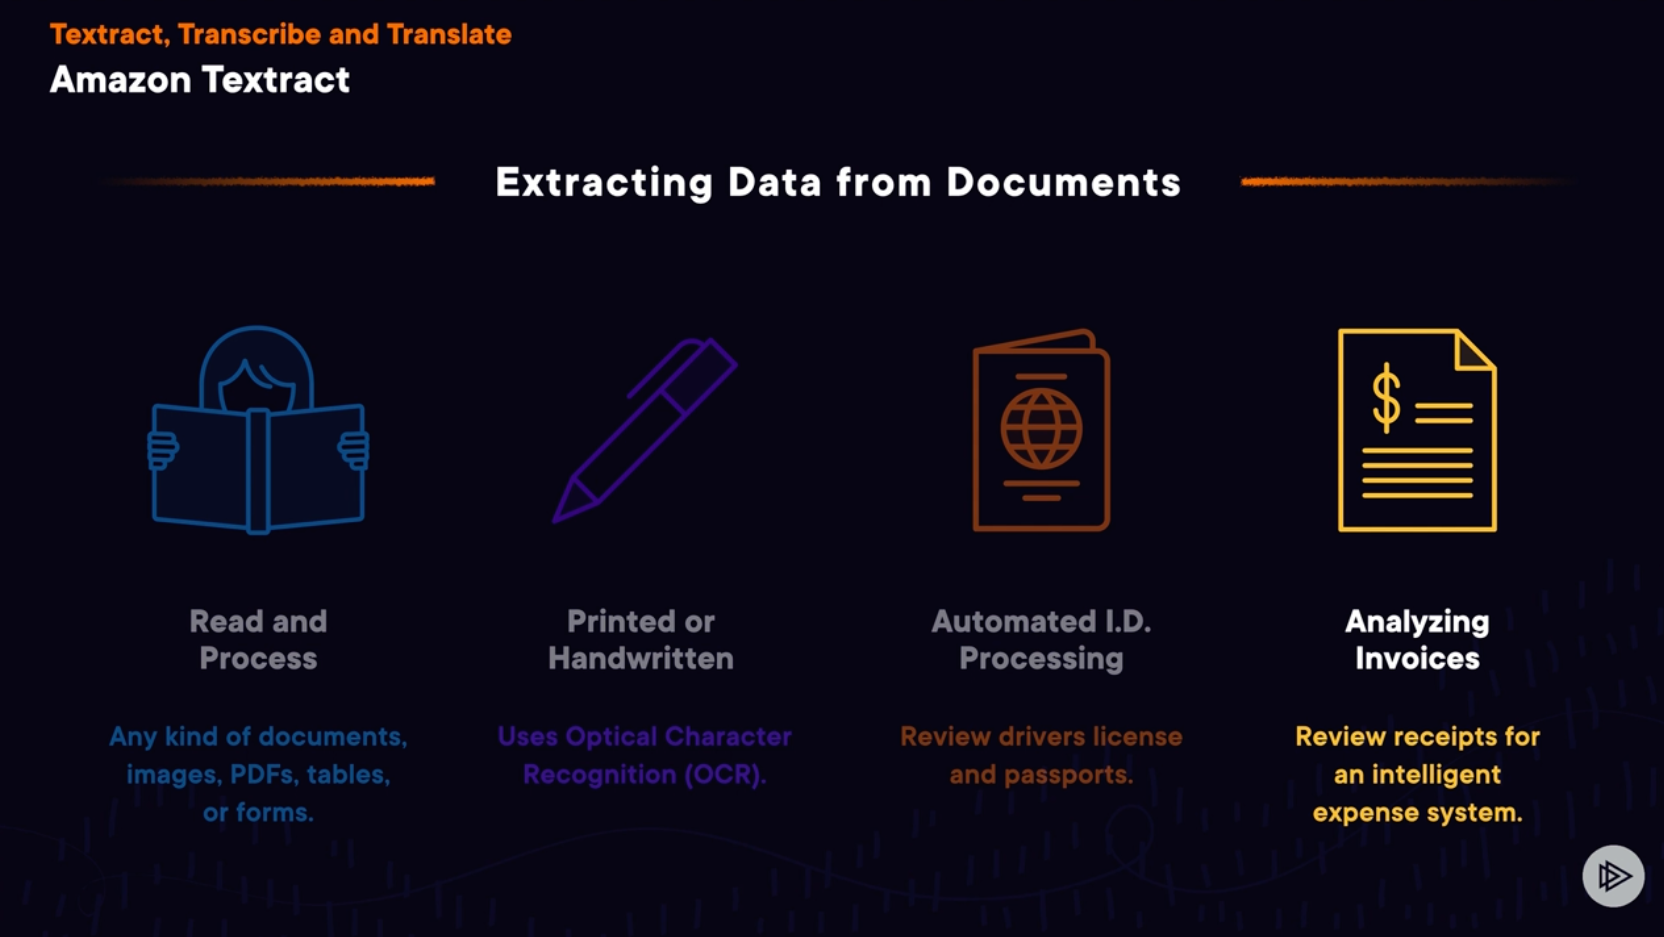 Textract, Transcribe and Translate
Amazon Textract
Extracting Data from Documents
Read and
Process
Any kind of documents,
images, PDFs, tables,
or forms.
Printed or
Handwritten
Uses Optical Character
Recognition (OCR).
Automated I.D.
Processing
Review drivers license
and passports.
$
Analyzing
Invoices
Review receipts for
an intelligent
expense system.